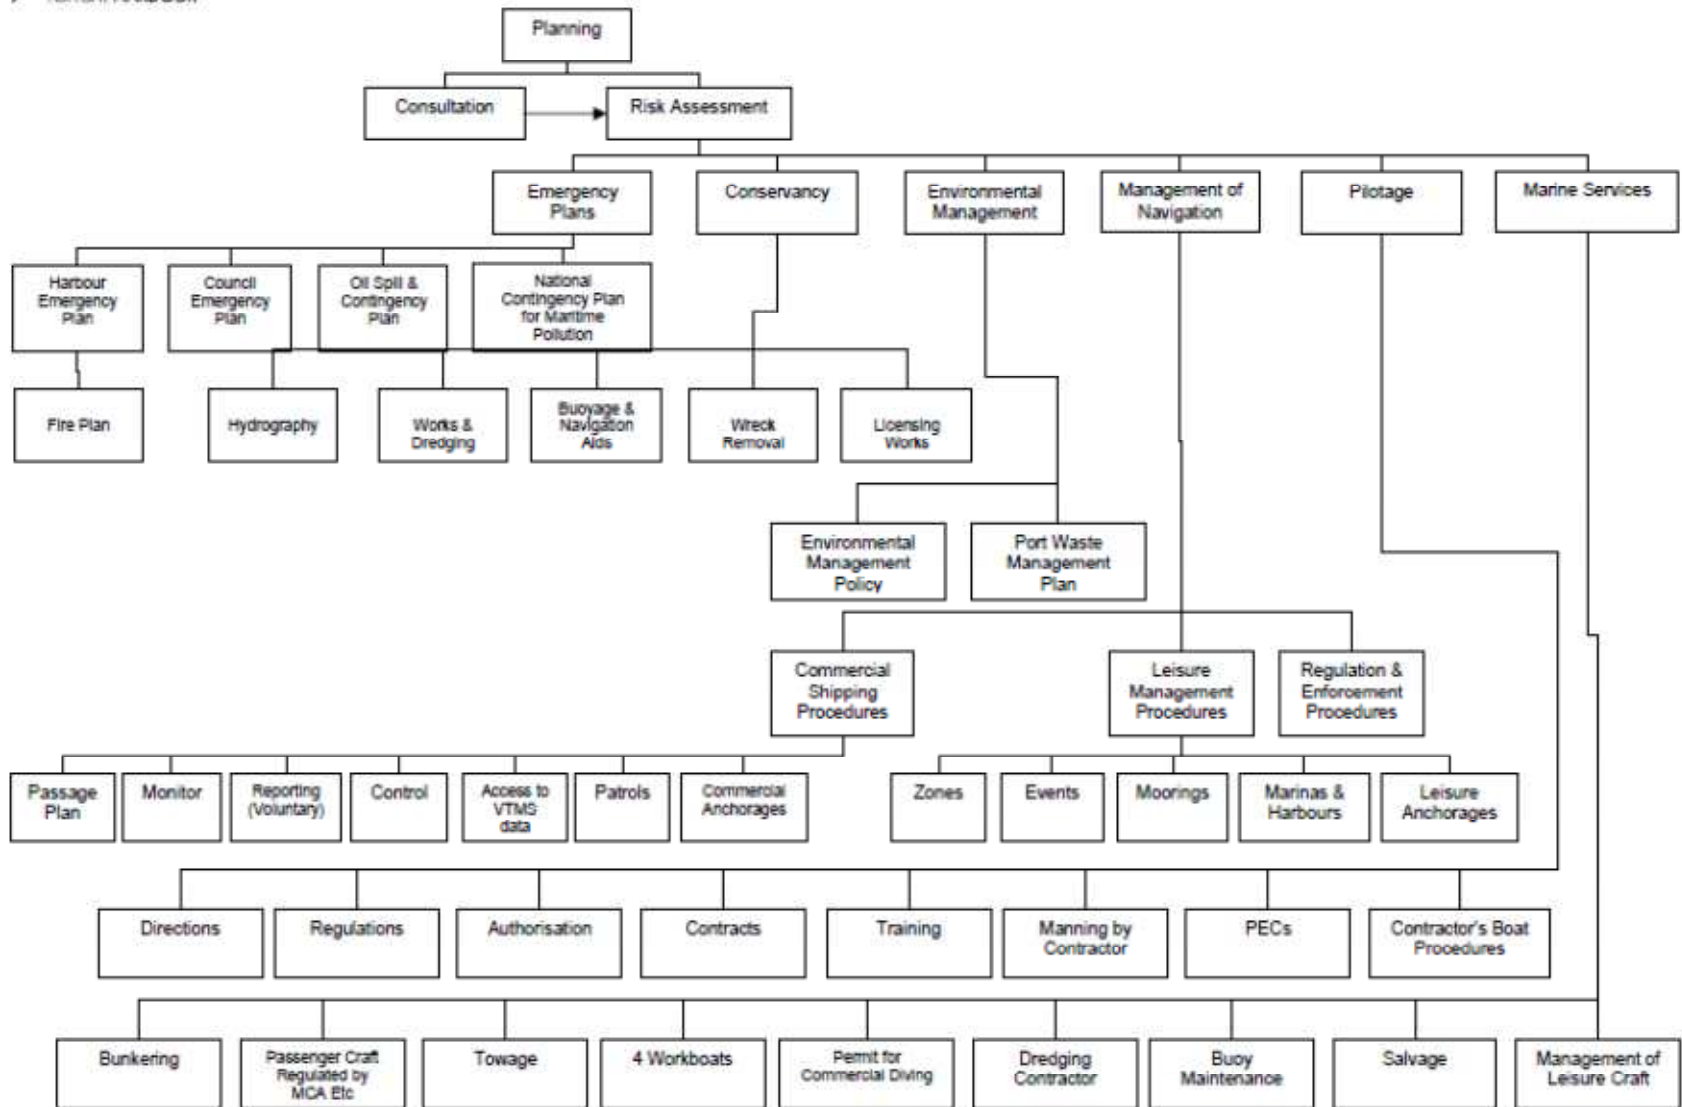 Planning
Consultation
Risk Assessment
Emergency
Plans
Conservancy
Environmental
Management
Management of
Navigation
Pilotage
Marine Services
Harbour
Emergency
Plan
Council
Emergency
Plan
Oil Spill &
Contingency
Plan
National
Contingency Plan
for Maritime
Pollution
Fire Plan
Hydrography
Works &
Dredging
Buoyage &
Navigation
Aids
Wreck
Removal
Licensing
Works
Environmental
Management
Policy
Port Waste
Management
Plan
Commercial
Shipping
Procedures
Leisure
Management
Procedures
Regulation &
Enforcement
Procedures
Passage
Plan
Monitor
Reporting
(Voluntary)
Control
Access to
VTMS
data
Patrols
Commercial
Anchorages
Zones
Events
Moorings
Marinas &
Harbours
Leisure
Anchorages
Directions
Regulations
Authorisation
Contracts
Training
Manning by
Contractor
PECs
Contractor's Boat
Procedures
Bunkering
Passenger Craft
Regulated by
MCA Etc
Towage
4 Workboats
Permit for
Commercial Diving
Dredging
Contractor
Buoy
Maintenance
Salvage
Management of
Leisure Craft